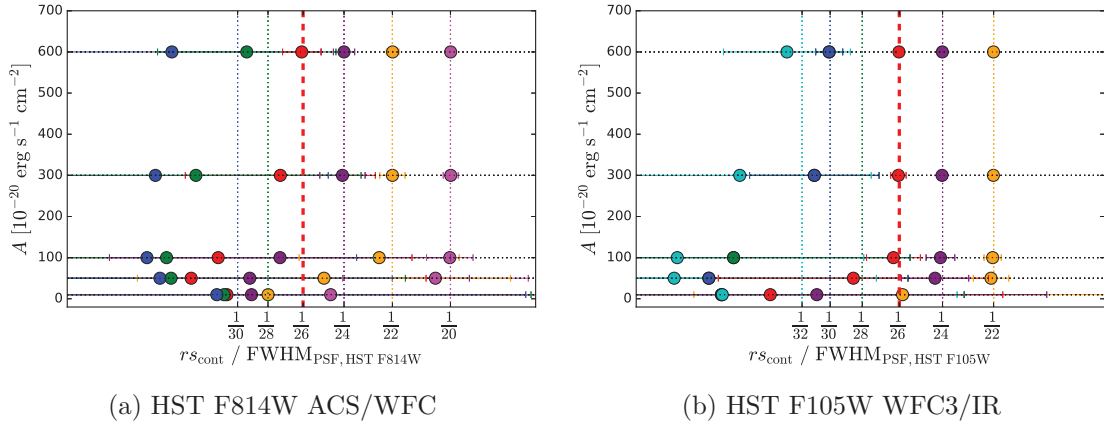 700
600
500
400
300
200
100
0
A [10⁻²⁰ erg s⁻¹ cm⁻²]
1/30 1/28 1/26 1/24 1/22 1/20
rs_cont / FWHM_PSF, HST F814W
(a) HST F814W ACS/WFC
700
600
500
400
300
200
100
0
A [10⁻²⁰ erg s⁻¹ cm⁻²]
1/32 1/30 1/28 1/26 1/24 1/22
rs_cont / FWHM_PSF, HST F105W
(b) HST F105W WFC3/IR